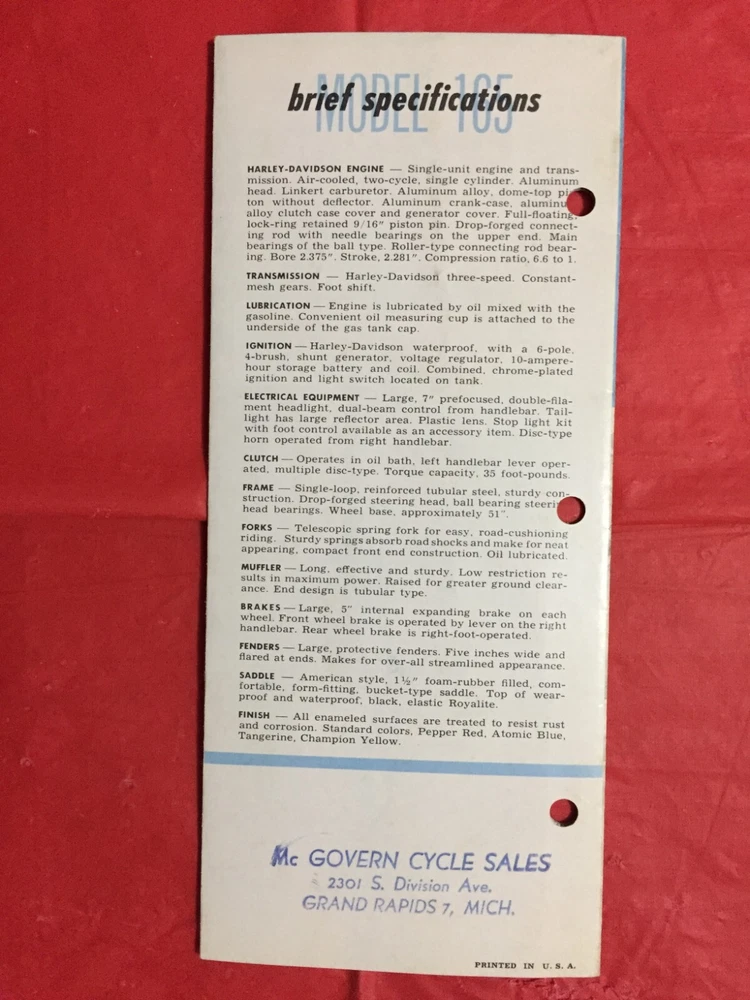 MODEL 165
brief specifications
HARLEY-DAVIDSON ENGINE — Single-unit engine and trans-
mission. Air-cooled, two-cycle, single cylinder. Aluminum
head. Linkert carburetor. Aluminum alloy, dome-top pis-
ton without deflector. Aluminum crank-case, aluminum
alloy clutch case cover and generator cover. Full-floating,
lock-ring retained 9/16" piston pin. Drop-forged connect-
ing rod with needle bearings on the upper end. Main
bearings of the ball type. Roller-type connecting rod bear-
ing. Bore 2.375". Stroke, 2.281". Compression ratio, 6.6 to 1.
TRANSMISSION — Harley-Davidson three-speed. Constant-
mesh gears. Foot shift.
LUBRICATION — Engine is lubricated by oil mixed with the
gasoline. Convenient oil measuring cup is attached to the
underside of the gas tank cap.
IGNITION — Harley-Davidson waterproof, with a 6-pole,
4-brush, shunt generator, voltage regulator, 10-ampere-
hour storage battery and coil. Combined, chrome-plated
ignition and light switch located on tank.
ELECTRICAL EQUIPMENT — Large, 7" prefocused, double-fila-
ment headlight, dual-beam control from handlebar. Tail-
light has large reflector area. Plastic lens. Stop light kit
with foot control available as an accessory item. Disc-type
horn operated from right handlebar.
CLUTCH — Operates in oil bath, left handlebar lever oper-
ated, multiple disc-type. Torque capacity, 35 foot-pounds.
FRAME — Single-loop, reinforced tubular steel, sturdy con-
struction. Drop-forged steering head, ball bearing steering
head bearings. Wheel base, approximately 51".
FORKS — Telescopic spring fork for easy, road-cushioning
riding. Sturdy springs absorb road shocks and make for neat
appearing, compact front end construction. Oil lubricated.
MUFFLER — Long, effective and sturdy. Low restriction re-
sults in maximum power. Raised for greater ground clear-
ance. End design is tubular type.
BRAKES — Large, 5" internal expanding brake on each
wheel. Front wheel brake is operated by lever on the right
handlebar. Rear wheel brake is right-foot-operated.
FENDERS — Large, protective fenders. Five inches wide and
flared at ends. Makes for over-all streamlined appearance.
SADDLE — American style, 1½" foam-rubber filled, com-
fortable, form-fitting, bucket-type saddle. Top of wear-
proof and waterproof, black, elastic Royalite.
FINISH — All enameled surfaces are treated to resist rust
and corrosion. Standard colors, Pepper Red, Atomic Blue,
Tangerine, Champion Yellow.
Mc GOVERN CYCLE SALES
2301 S. Division Ave.
GRAND RAPIDS 7, MICH.
PRINTED IN U. S. A.